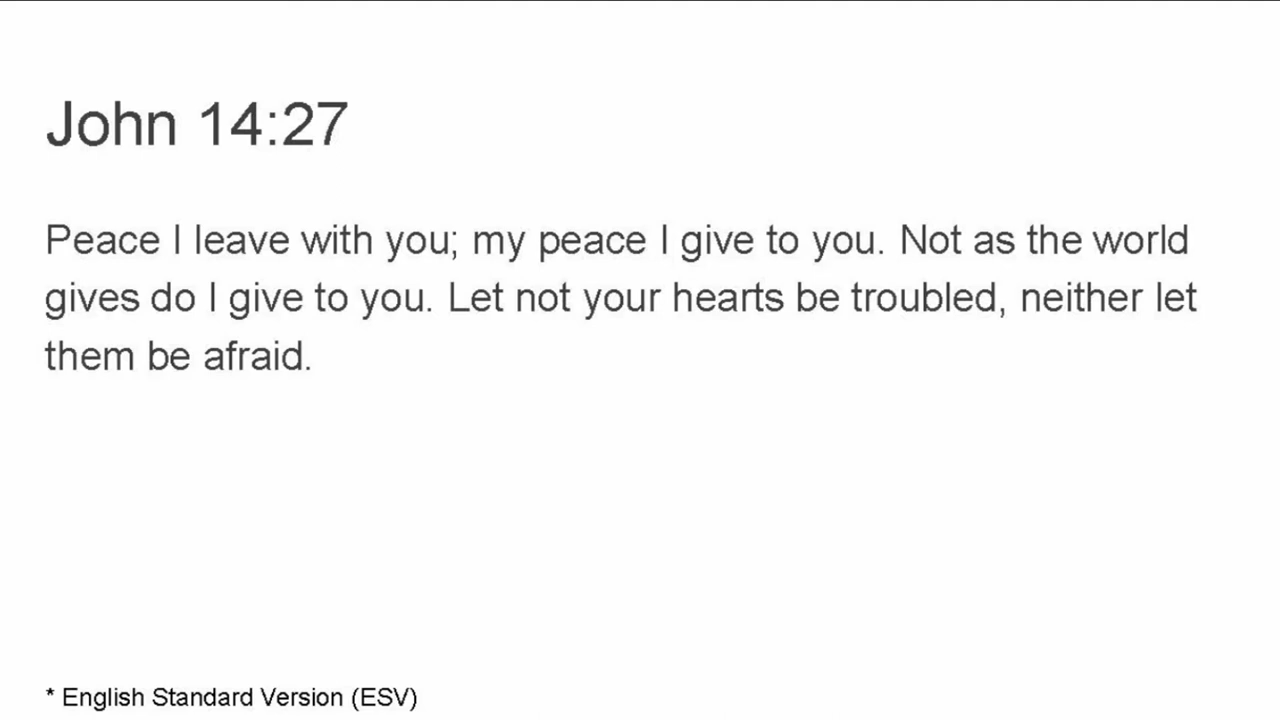 John 14:27
Peace I leave with you; my peace I give to you. Not as the world
gives do I give to you. Let not your hearts be troubled, neither let
them be afraid.
* English Standard Version (ESV)